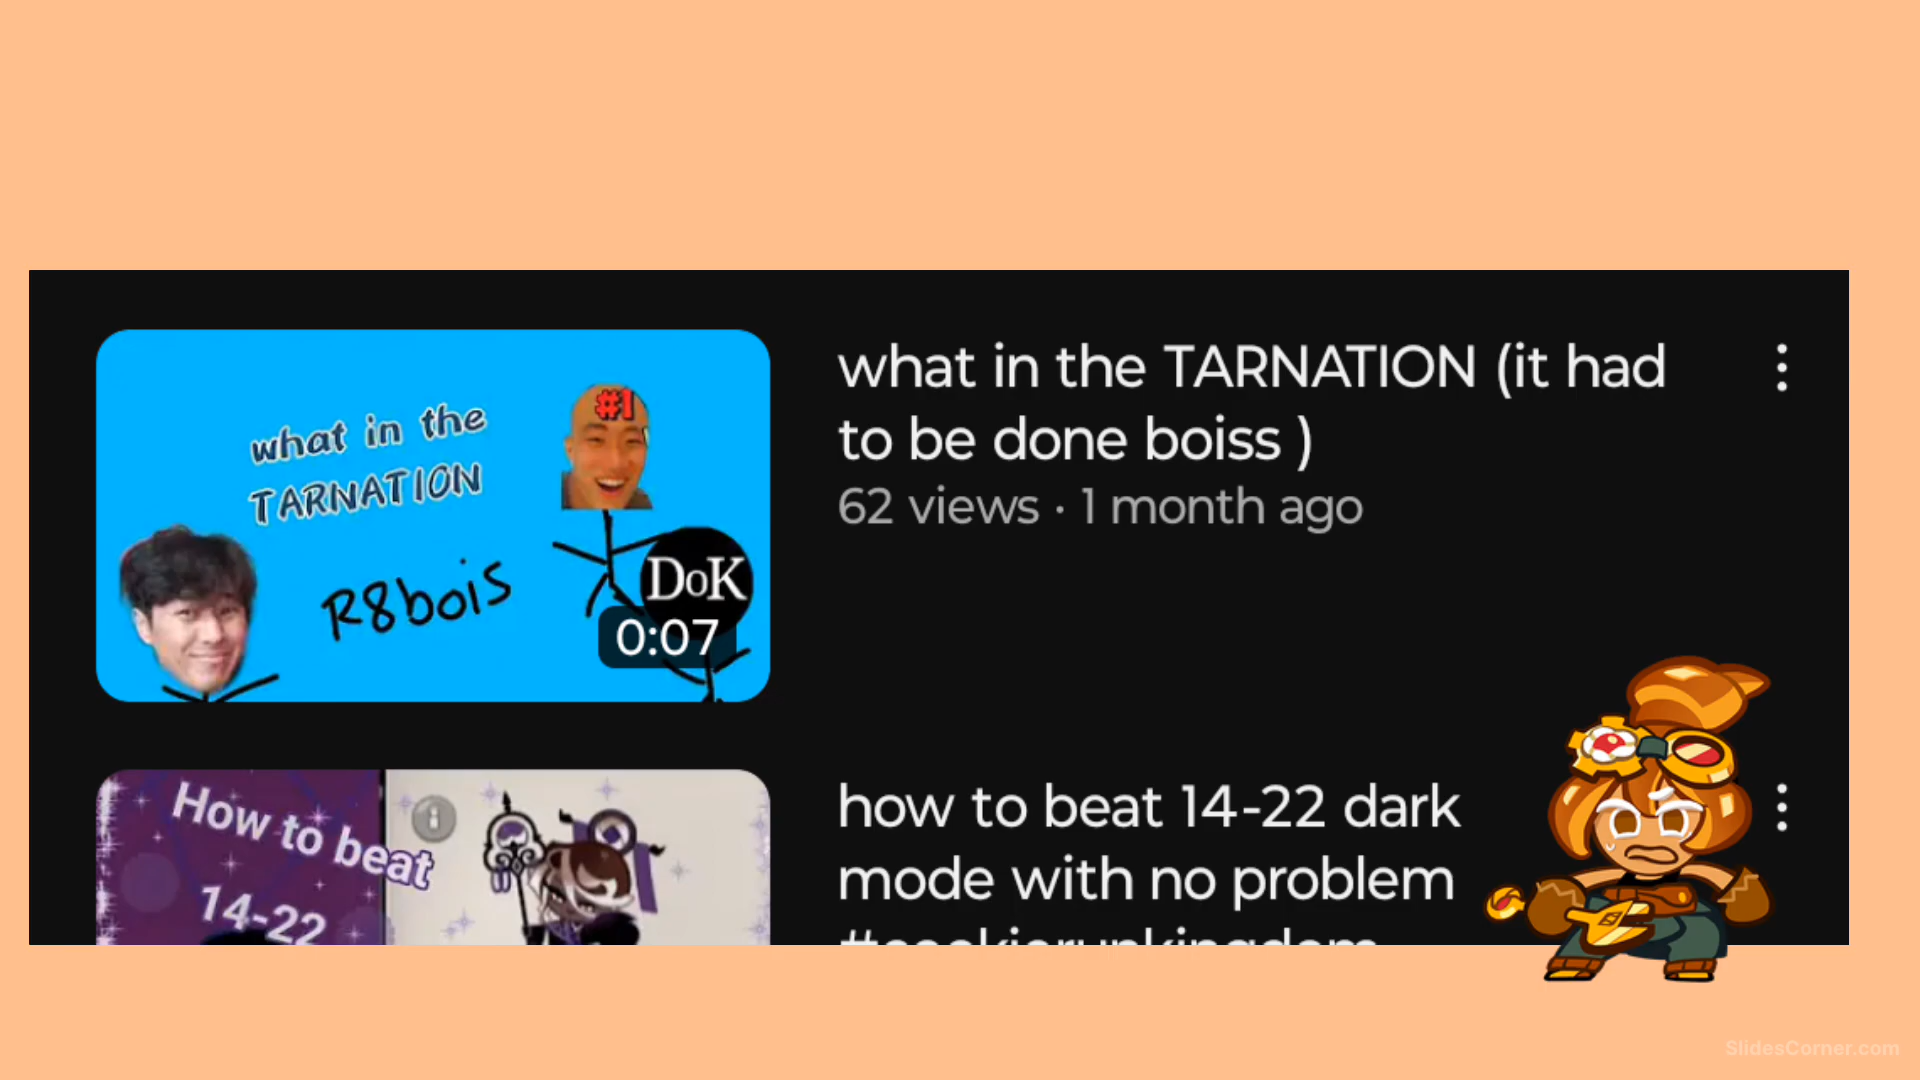 what in the
TARNATION
#1
R8bois
DoK
0:07
what in the TARNATION (it had
to be done boiss )
62 views · 1 month ago
How to beat
14-22
how to beat 14-22 dark
mode with no problem
#cookierunkingdom
SlidesCorner.com